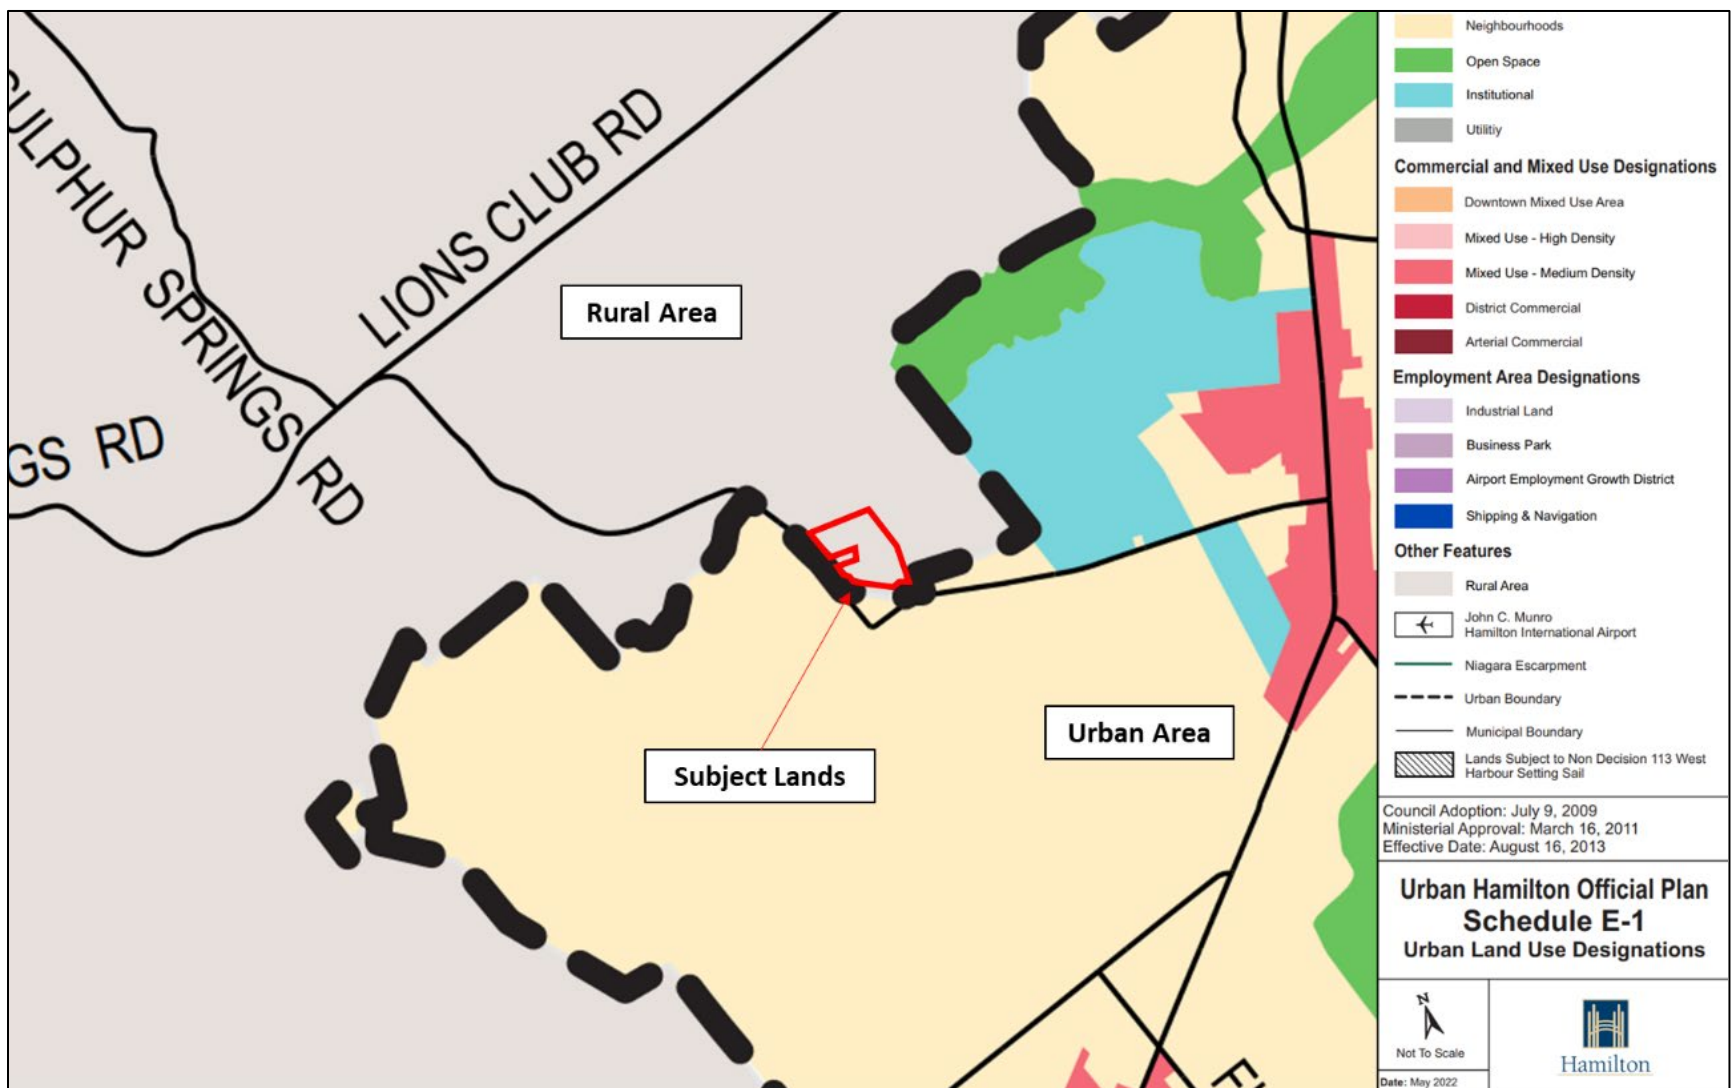 SULPHUR SPRINGS RD
GS RD
LIONS CLUB RD
Rural Area
Urban Area
Subject Lands
Neighbourhoods
Open Space
Institutional
Utilitiy
Commercial and Mixed Use Designations
Downtown Mixed Use Area
Mixed Use - High Density
Mixed Use - Medium Density
District Commercial
Arterial Commercial
Employment Area Designations
Industrial Land
Business Park
Airport Employment Growth District
Shipping & Navigation
Other Features
Rural Area
John C. Munro
Hamilton International Airport
Niagara Escarpment
Urban Boundary
Municipal Boundary
Lands Subject to Non Decision 113 West
Harbour Setting Sail
Council Adoption: July 9, 2009
Ministerial Approval: March 16, 2011
Effective Date: August 16, 2013
Urban Hamilton Official Plan
Schedule E-1
Urban Land Use Designations
N
Not To Scale
Hamilton
Date: May 2022